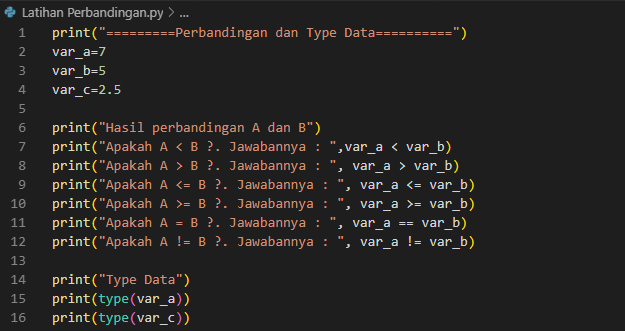 Latihan Perbandingan.py > ...
1 print("=========Perbandingan dan Type Data==========")
2 var_a=7
3 var_b=5
4 var_c=2.5
5
6 print("Hasil perbandingan A dan B")
7 print("Apakah A < B ?. Jawabannya : ",var_a < var_b)
8 print("Apakah A > B ?. Jawabannya : ", var_a > var_b)
9 print("Apakah A <= B ?. Jawabannya : ", var_a <= var_b)
10 print("Apakah A >= B ?. Jawabannya : ", var_a >= var_b)
11 print("Apakah A = B ?. Jawabannya : ", var_a == var_b)
12 print("Apakah A != B ?. Jawabannya : ", var_a != var_b)
13
14 print("Type Data")
15 print(type(var_a))
16 print(type(var_c))